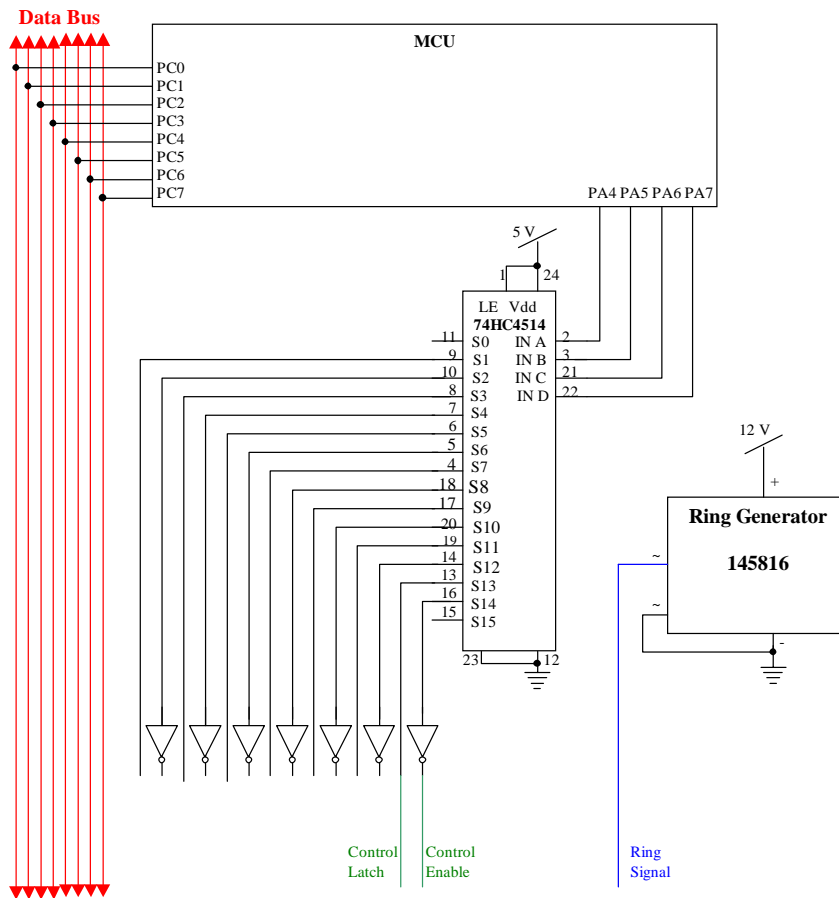 Data Bus
MCU
PC0
PC1
PC2
PC3
PC4
PC5
PC6
PC7
PA4 PA5 PA6 PA7
5 V
1 24
LE Vdd
74HC4514
11 S0 IN A 2
9 S1 IN B 3
10 S2 IN C 21
8 S3 IN D 22
7 S4
6 S5
5 S6
4 S7
18 S8
17 S9
20 S10
19 S11
14 S12
13 S13
16 S14
15 S15
23 12
12 V
+
Ring Generator
~
145816
~
-
Control Control Ring
Latch Enable Signal